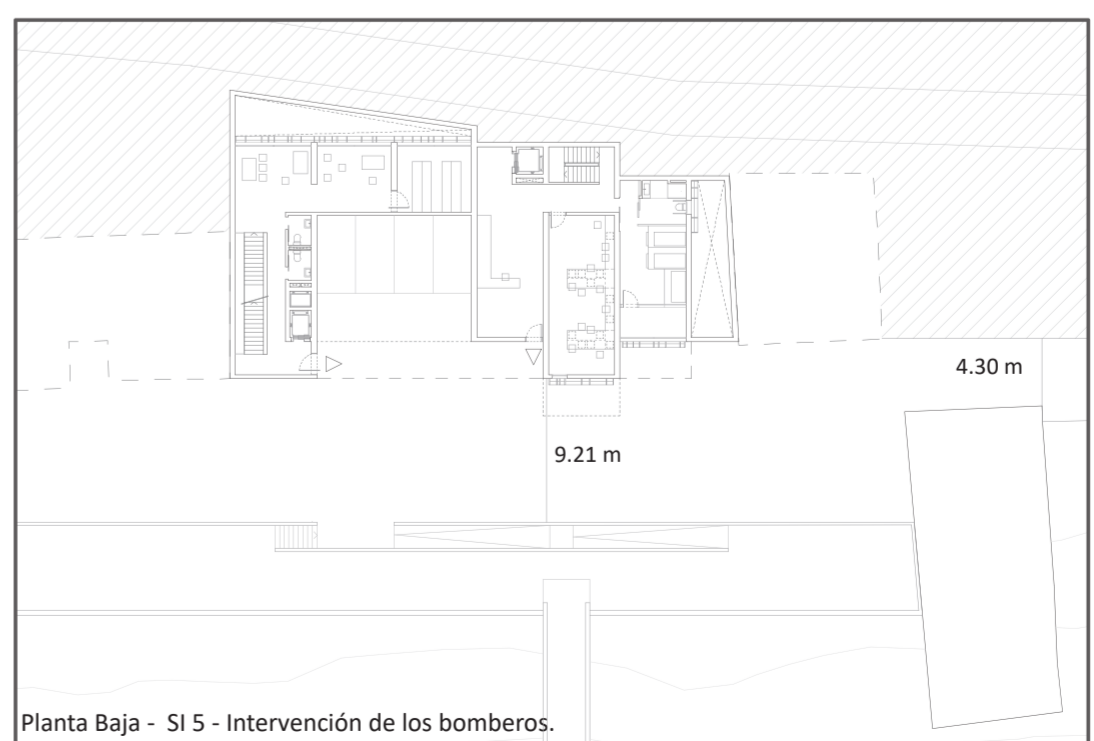 4.30 m
9.21 m
Planta Baja - SI 5 - Intervención de los bomberos.